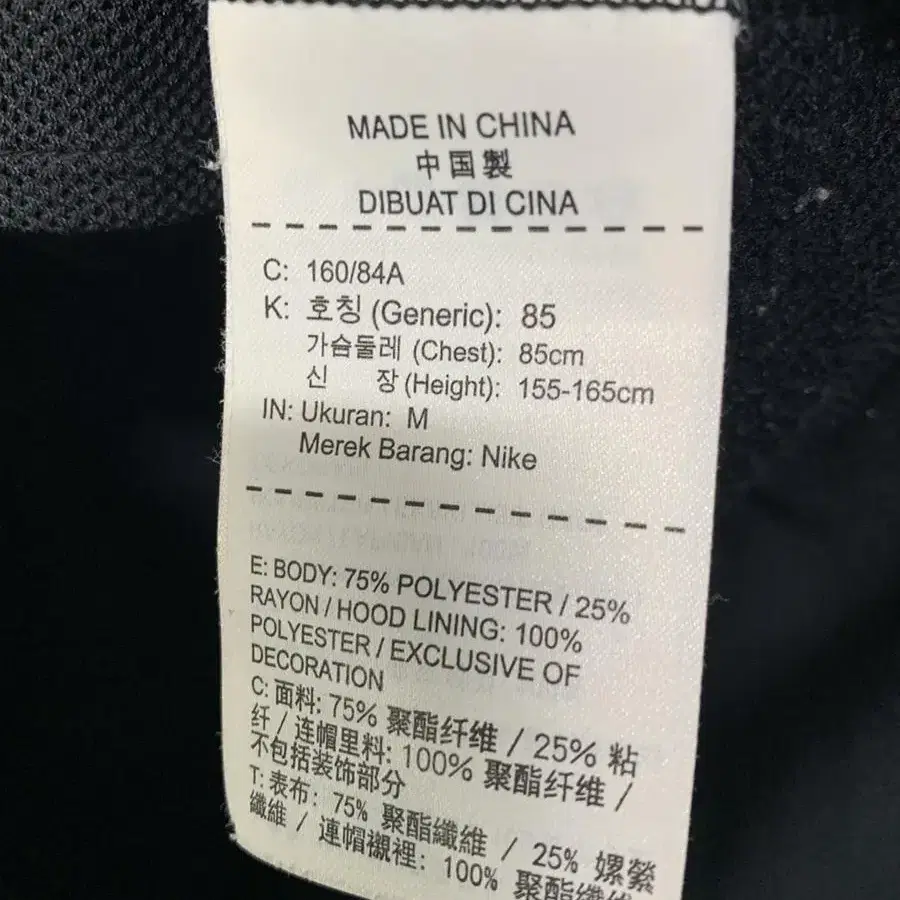 MADE IN CHINA
中国製
DIBUAT DI CINA
C: 160/84A
K: 호칭 (Generic): 85
가슴둘레 (Chest): 85cm
신 장 (Height): 155-165cm
IN: Ukuran: M
Merek Barang: Nike
E: BODY: 75% POLYESTER / 25%
RAYON / HOOD LINING: 100%
POLYESTER / EXCLUSIVE OF
DECORATION
C: 面料: 75% 聚酯纤维 / 25% 粘
纤 / 连帽里料: 100% 聚酯纤维 /
不包括装饰部分
T: 表布: 75% 聚酯纖維 / 25% 嫘縈
纖維 / 連帽襯裡: 100% 聚酯纖維